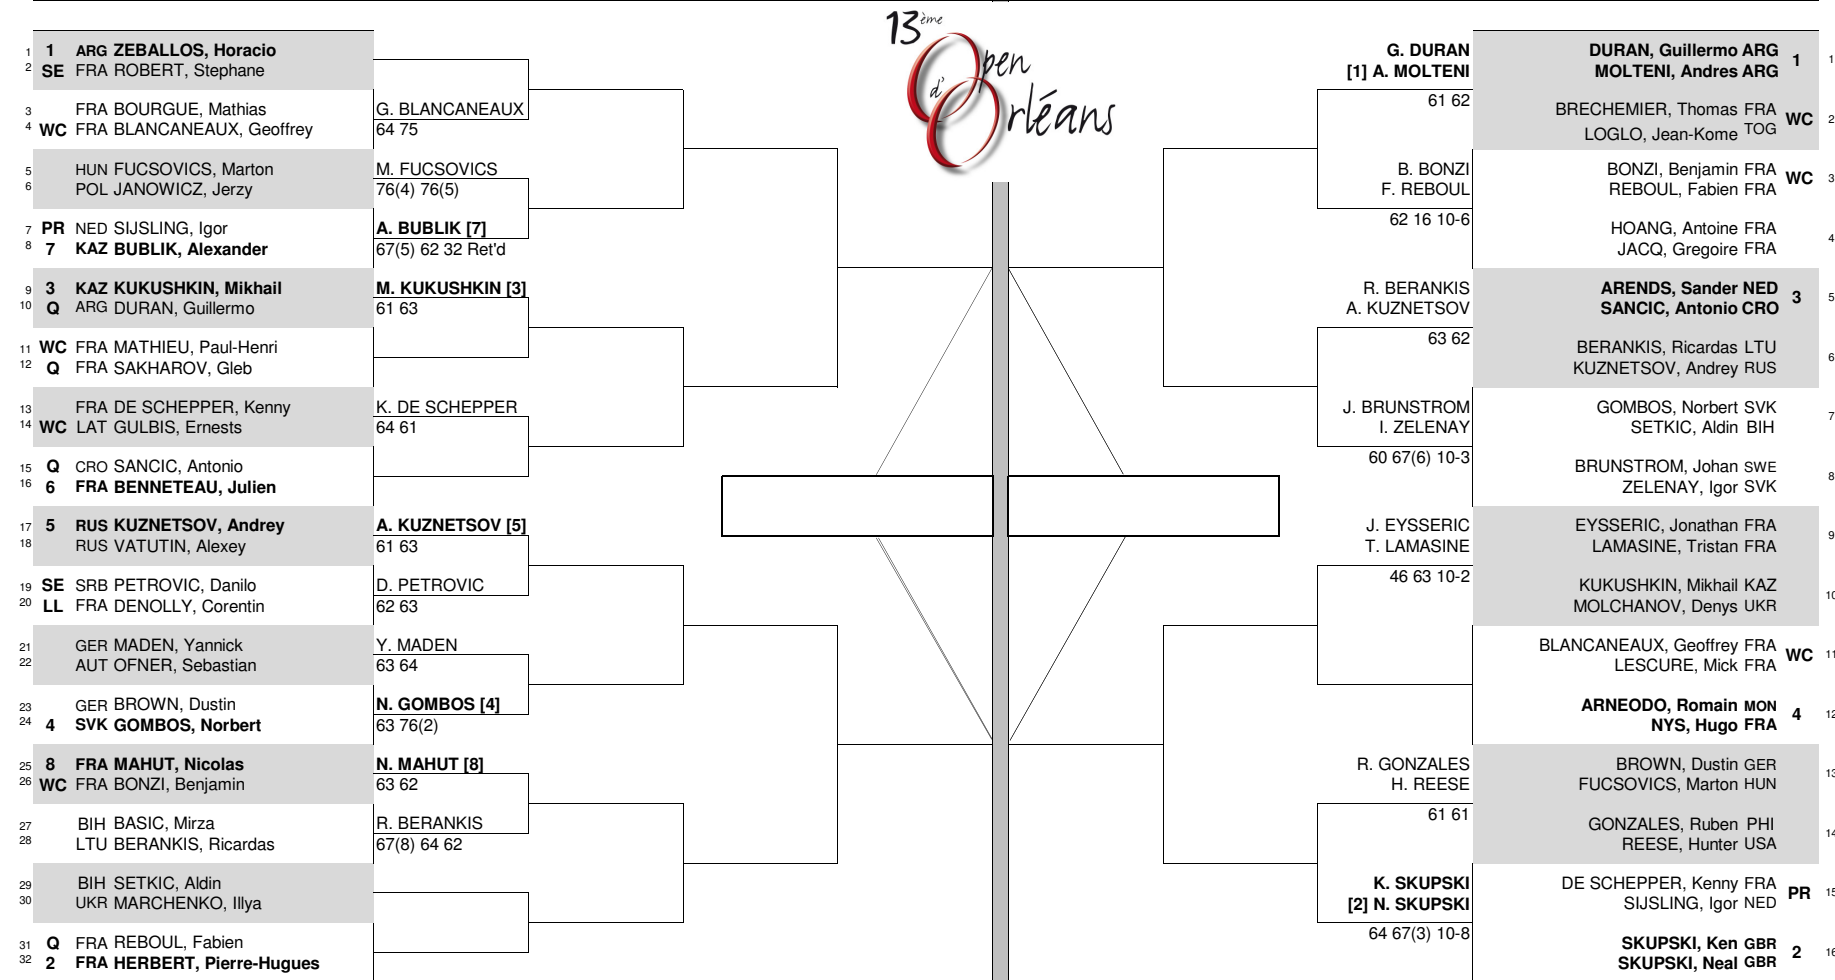 13ème
Open
d'
Orléans
1 1 ARG ZEBALLOS, Horacio
2 SE FRA ROBERT, Stephane
3 FRA BOURGUE, Mathias
4 WC FRA BLANCANEAUX, Geoffrey
G. BLANCANEAUX
64 75
5 HUN FUCSOVICS, Marton
6 POL JANOWICZ, Jerzy
M. FUCSOVICS
76(4) 76(5)
7 PR NED SIJSLING, Igor
8 7 KAZ BUBLIK, Alexander
A. BUBLIK [7]
67(5) 62 32 Ret'd
9 3 KAZ KUKUSHKIN, Mikhail
10 Q ARG DURAN, Guillermo
M. KUKUSHKIN [3]
61 63
11 WC FRA MATHIEU, Paul-Henri
12 Q FRA SAKHAROV, Gleb
13 FRA DE SCHEPPER, Kenny
14 WC LAT GULBIS, Ernests
K. DE SCHEPPER
64 61
15 Q CRO SANCIC, Antonio
16 6 FRA BENNETEAU, Julien
17 5 RUS KUZNETSOV, Andrey
18 RUS VATUTIN, Alexey
A. KUZNETSOV [5]
61 63
19 SE SRB PETROVIC, Danilo
20 LL FRA DENOLLY, Corentin
D. PETROVIC
62 63
21 GER MADEN, Yannick
22 AUT OFNER, Sebastian
Y. MADEN
63 64
23 GER BROWN, Dustin
24 4 SVK GOMBOS, Norbert
N. GOMBOS [4]
63 76(2)
25 8 FRA MAHUT, Nicolas
26 WC FRA BONZI, Benjamin
N. MAHUT [8]
63 62
27 BIH BASIC, Mirza
28 LTU BERANKIS, Ricardas
R. BERANKIS
67(8) 64 62
29 BIH SETKIC, Aldin
30 UKR MARCHENKO, Illya
31 Q FRA REBOUL, Fabien
32 2 FRA HERBERT, Pierre-Hugues
G. DURAN
[1] A. MOLTENI
61 62
DURAN, Guillermo ARG
MOLTENI, Andres ARG
1 1
BRECHEMIER, Thomas FRA
LOGLO, Jean-Kome TOG
WC 2
B. BONZI
F. REBOUL
62 16 10-6
BONZI, Benjamin FRA
REBOUL, Fabien FRA
WC 3
HOANG, Antoine FRA
JACQ, Gregoire FRA
4
R. BERANKIS
A. KUZNETSOV
63 62
ARENDS, Sander NED
SANCIC, Antonio CRO
3 5
BERANKIS, Ricardas LTU
KUZNETSOV, Andrey RUS
6
J. BRUNSTROM
I. ZELENAY
60 67(6) 10-3
GOMBOS, Norbert SVK
SETKIC, Aldin BIH
7
BRUNSTROM, Johan SWE
ZELENAY, Igor SVK
8
J. EYSSERIC
T. LAMASINE
46 63 10-2
EYSSERIC, Jonathan FRA
LAMASINE, Tristan FRA
9
KUKUSHKIN, Mikhail KAZ
MOLCHANOV, Denys UKR
10
BLANCANEAUX, Geoffrey FRA
LESCURE, Mick FRA
WC 11
ARNEODO, Romain MON
NYS, Hugo FRA
4 12
R. GONZALES
H. REESE
61 61
BROWN, Dustin GER
FUCSOVICS, Marton HUN
13
GONZALES, Ruben PHI
REESE, Hunter USA
14
K. SKUPSKI
[2] N. SKUPSKI
64 67(3) 10-8
DE SCHEPPER, Kenny FRA
SIJSLING, Igor NED
PR 15
SKUPSKI, Ken GBR
SKUPSKI, Neal GBR
2 16